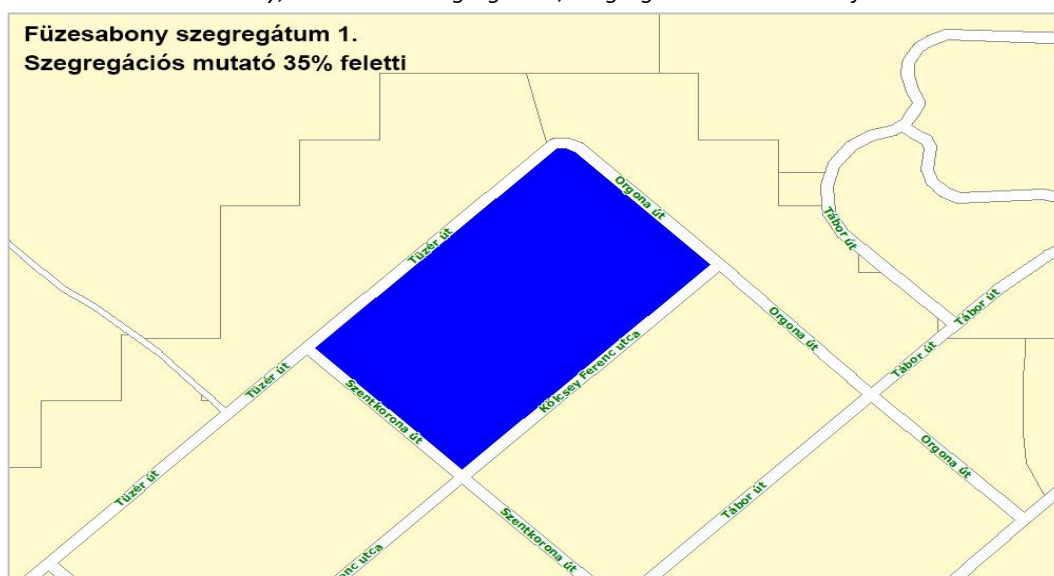 Füzesabony szegregátum 1.
Szegregációs mutató 35% feletti
Orgona út
Tüzér út
Tábor út
Tábor út
Orgona út
Kölcsey Ferenc utca
Tábor út
Tüzér út
Szentkorona út
Orgona út
Tüzér út
Tábor út
Szentkorona út
enc utca